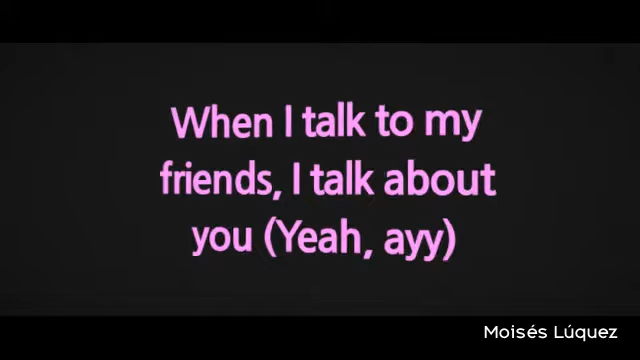 When I talk to my
friends, I talk about
you (Yeah, ayy)
Moisés Lúquez